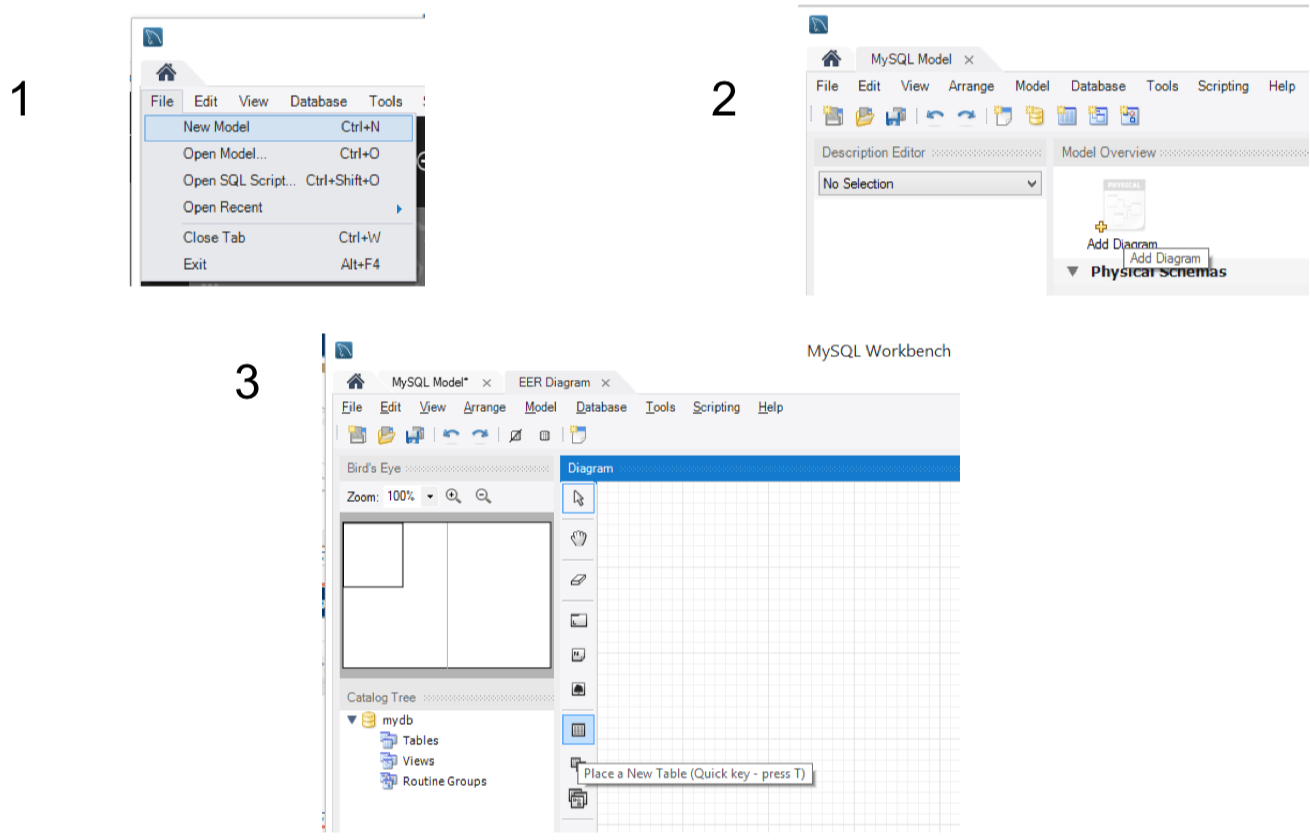 1
File Edit View Database Tools
New Model Ctrl+N
Open Model... Ctrl+O
Open SQL Script... Ctrl+Shift+O
Open Recent
Close Tab Ctrl+W
Exit Alt+F4
2
MySQL Model ×
File Edit View Arrange Model Database Tools Scripting Help
Description Editor
No Selection
Model Overview
PHYSICAL
Add Diagram
Add Diagram
Physical Schemas
3
MySQL Workbench
MySQL Model* × EER Diagram ×
File Edit View Arrange Model Database Tools Scripting Help
Bird's Eye
Zoom: 100%
Diagram
Catalog Tree
mydb
Tables
Views
Routine Groups
Place a New Table (Quick key - press T)